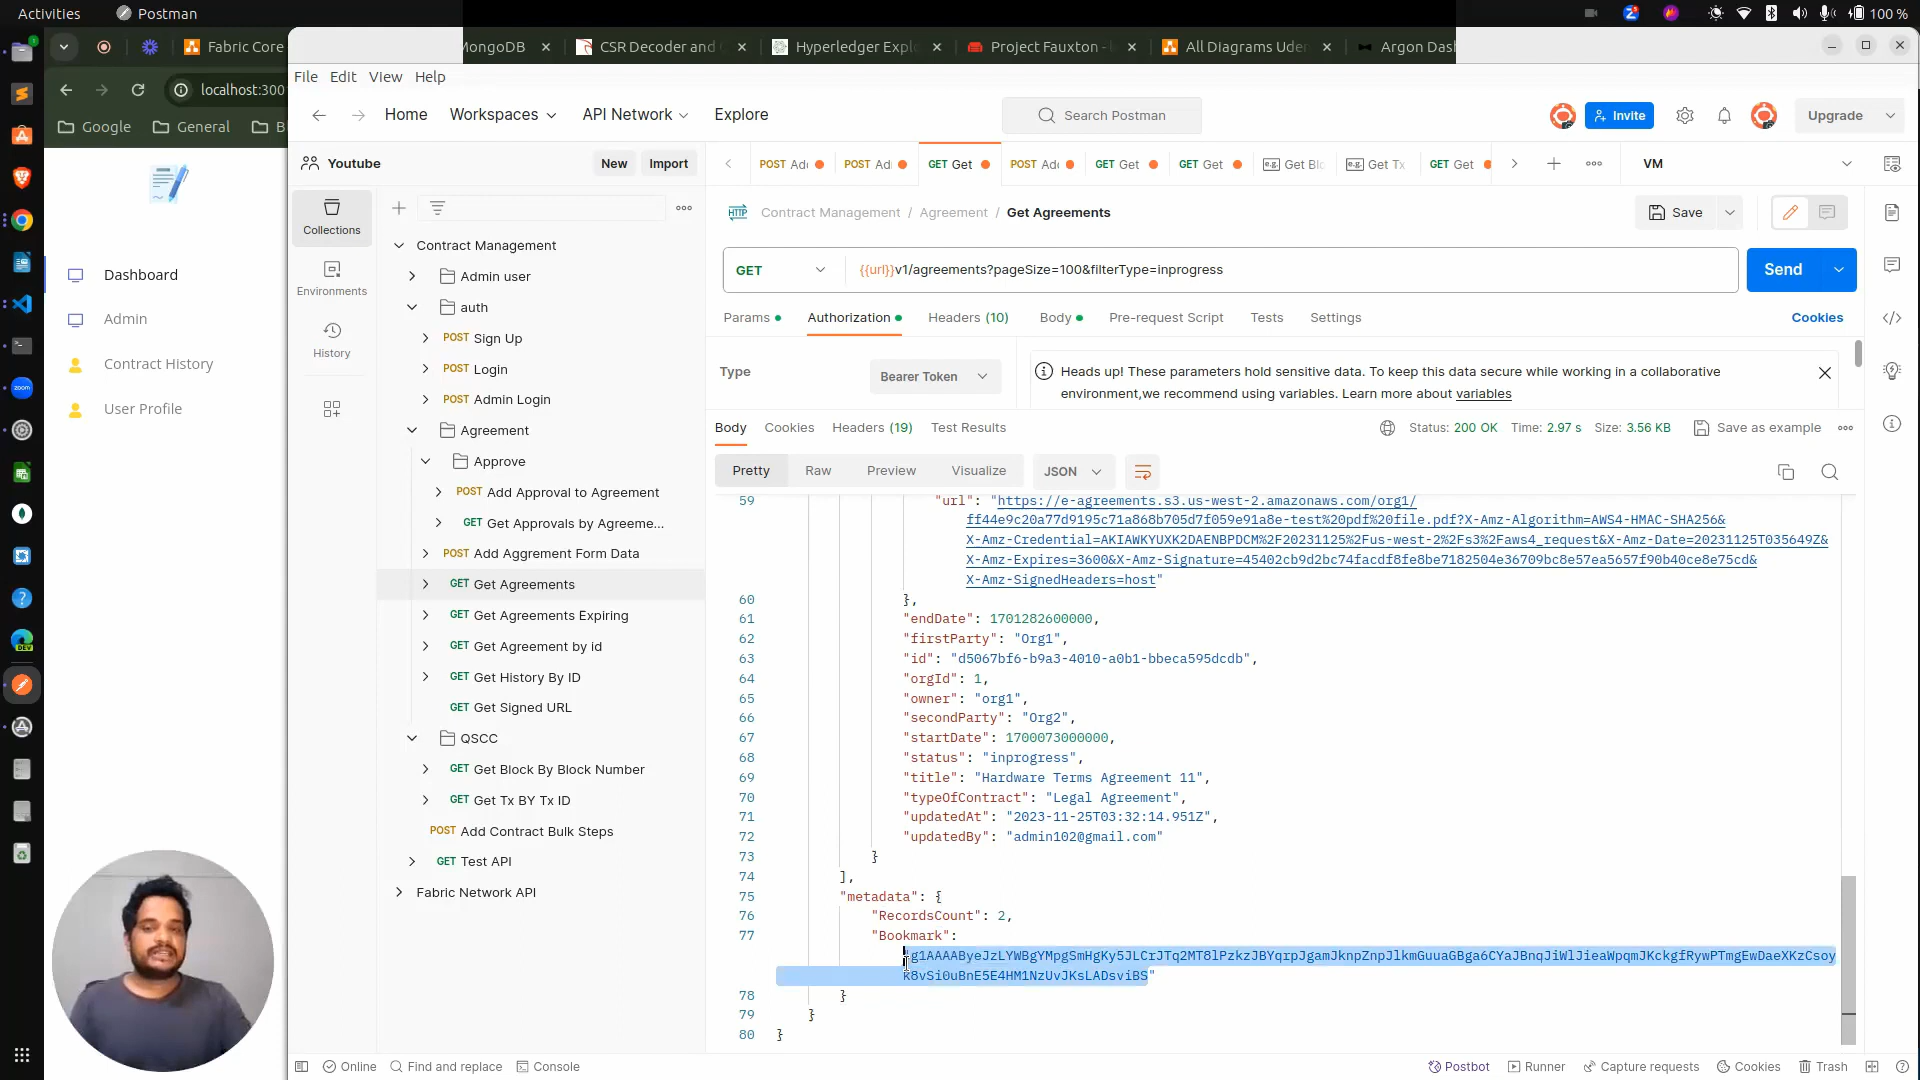 Activities
Postman
100 %
Fabric Core
MongoDB
CSR Decoder and
Hyperledger Expl
Project Fauxton -
All Diagrams Ude
Argon Das
File Edit View Help
localhost:300
Home
Workspaces
API Network
Explore
Search Postman
Invite
Upgrade
Google
General
Youtube
New
Import
POST Add
POST Ad
GET Get
POST Add
GET Get
GET Get
e.g. Get Bl
e.g. Get Tx
GET Get
VM
Collections
Environments
History
Dashboard
Admin
Contract History
User Profile
Contract Management
Admin user
auth
POST Sign Up
POST Login
POST Admin Login
Agreement
Approve
POST Add Approval to Agreement
GET Get Approvals by Agreeme...
POST Add Aggrement Form Data
GET Get Agreements
GET Get Agreements Expiring
GET Get Agreement by id
GET Get History By ID
GET Get Signed URL
QSCC
GET Get Block By Block Number
GET Get Tx BY Tx ID
POST Add Contract Bulk Steps
GET Test API
Fabric Network API
HTTP
Contract Management / Agreement / Get Agreements
Save
GET
{{url}}v1/agreements?pageSize=100&filterType=inprogress
Send
Params
Authorization
Headers (10)
Body
Pre-request Script
Tests
Settings
Cookies
Type
Bearer Token
Heads up! These parameters hold sensitive data. To keep this data secure while working in a collaborative
environment,we recommend using variables. Learn more about variables
Body
Cookies
Headers (19)
Test Results
Status: 200 OK
Time: 2.97 s
Size: 3.56 KB
Save as example
Pretty
Raw
Preview
Visualize
JSON
59 "url": "https://e-agreements.s3.us-west-2.amazonaws.com/org1/
ff44e9c20a77d9195c71a868b705d7f059e91a8e-test%20pdf%20file.pdf?X-Amz-Algorithm=AWS4-HMAC-SHA256&
X-Amz-Credential=AKIAWKYUXK2DAENBPDCM%2F20231125%2Fus-west-2%2Fs3%2Faws4_request&X-Amz-Date=20231125T035649Z&
X-Amz-Expires=3600&X-Amz-Signature=45402cb9d2bc74facdf8fe8be7182504e36709bc8e57ea5657f90b40ce8e75cd&
X-Amz-SignedHeaders=host"
60 },
61 "endDate": 1701282600000,
62 "firstParty": "Org1",
63 "id": "d5067bf6-b9a3-4010-a0b1-bbeca595dcdb",
64 "orgId": 1,
65 "owner": "org1",
66 "secondParty": "Org2",
67 "startDate": 1700073000000,
68 "status": "inprogress",
69 "title": "Hardware Terms Agreement 11",
70 "typeOfContract": "Legal Agreement",
71 "updatedAt": "2023-11-25T03:32:14.951Z",
72 "updatedBy": "admin102@gmail.com"
73 }
74 ],
75 "metadata": {
76 "RecordsCount": 2,
77 "Bookmark":
"g1AAAAByeJzLYWBgYMpgSmHgKy5JLCrJTq2MT8lPzkzJBYqrpJgamJknpZnpJlkmGuuaGBga6CYaJBnqJiWlJieaWpqmJKckgfRywPTmgEwDaeXKzCsoy
k8vSi0uBnE5E4HM1NzUvJKsLADsviBS"
78 }
79 }
80 }
Online
Find and replace
Console
Postbot
Runner
Capture requests
Cookies
Trash